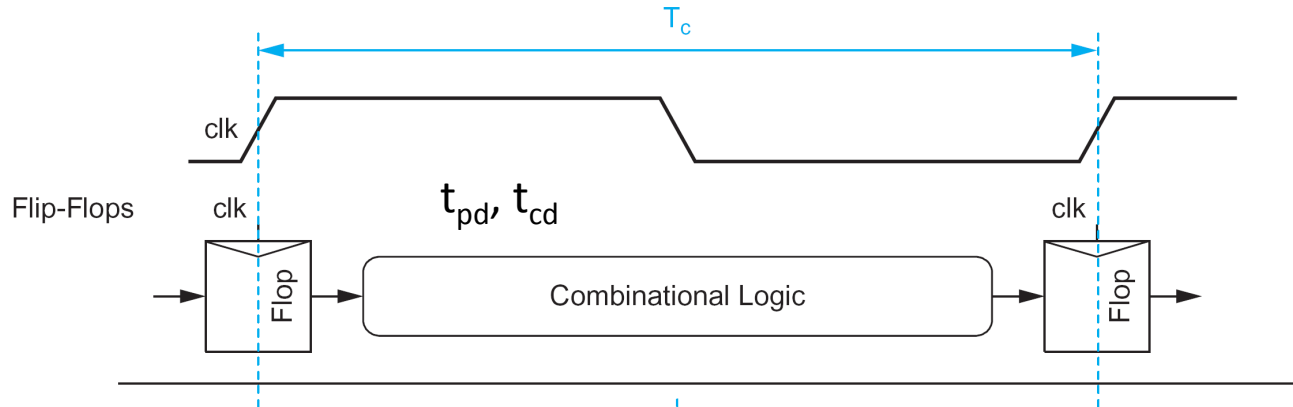 Tc
clk
Flip-Flops clk tpd, tcd clk
Flop Combinational Logic Flop